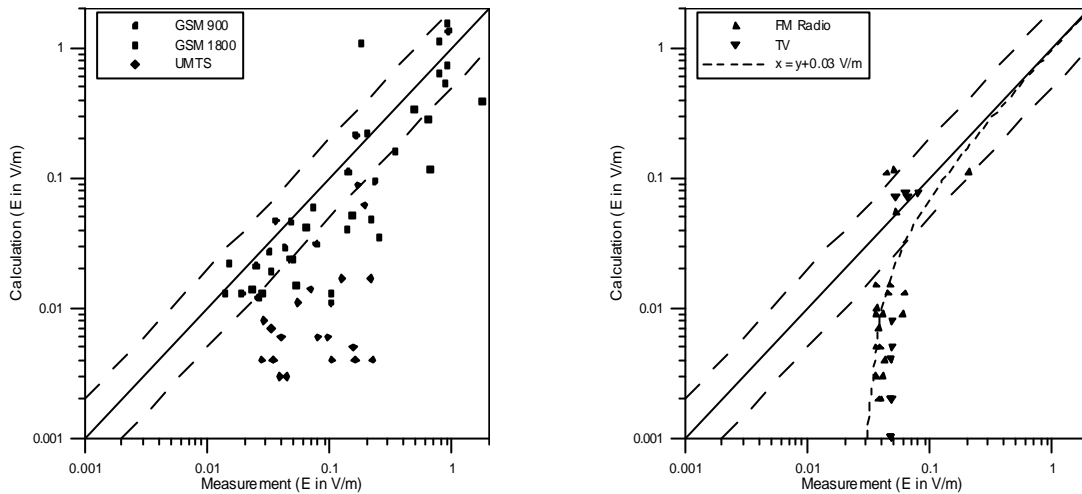 GSM 900
GSM 1800
UMTS
1
0.1
0.01
0.001
Calculation (E in V/m)
0.001
0.01
0.1
1
Measurement (E in V/m)
FM Radio
TV
x = y+0.03 V/m
1
0.1
0.01
0.001
Calculation (E in V/m)
0.001
0.01
0.1
1
Measurement (E in V/m)